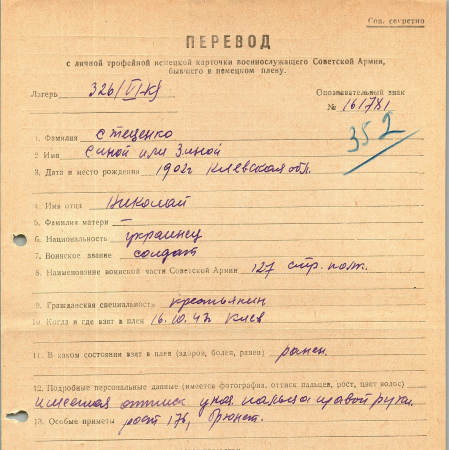 Сов. секретно
ПЕРЕВОД
с личной трофейной немецкой карточки военнослужащего Советской Армии,
бывшего в немецком плену.
Лагерь 326/VI/К
Опознавательный знак
№ 161781
352
1. Фамилия Стеценко
2 Имя Синой или Зиной
3. Дата и место рождения 1902г Киевская обл.
4. Имя отца Николай
5. Фамилия матери —
6. Национальность украинец
7. Воинское звание солдат
8. Наименование воинской части Советской Армии 127 стр. полк.
9. Гражданская специальность крестьянин
10. Когда и где взят в плен 16.10.42 Киев
11. В каком состоянии взят в плен (здоров, болен, ранен) ранен.
12. Подробные персональные данные (имеется фотография, оттиск пальцев, рост, цвет волос)
Имеется оттиск указ. пальца правой руки.
13. Особые приметы рост 176, брюнет.